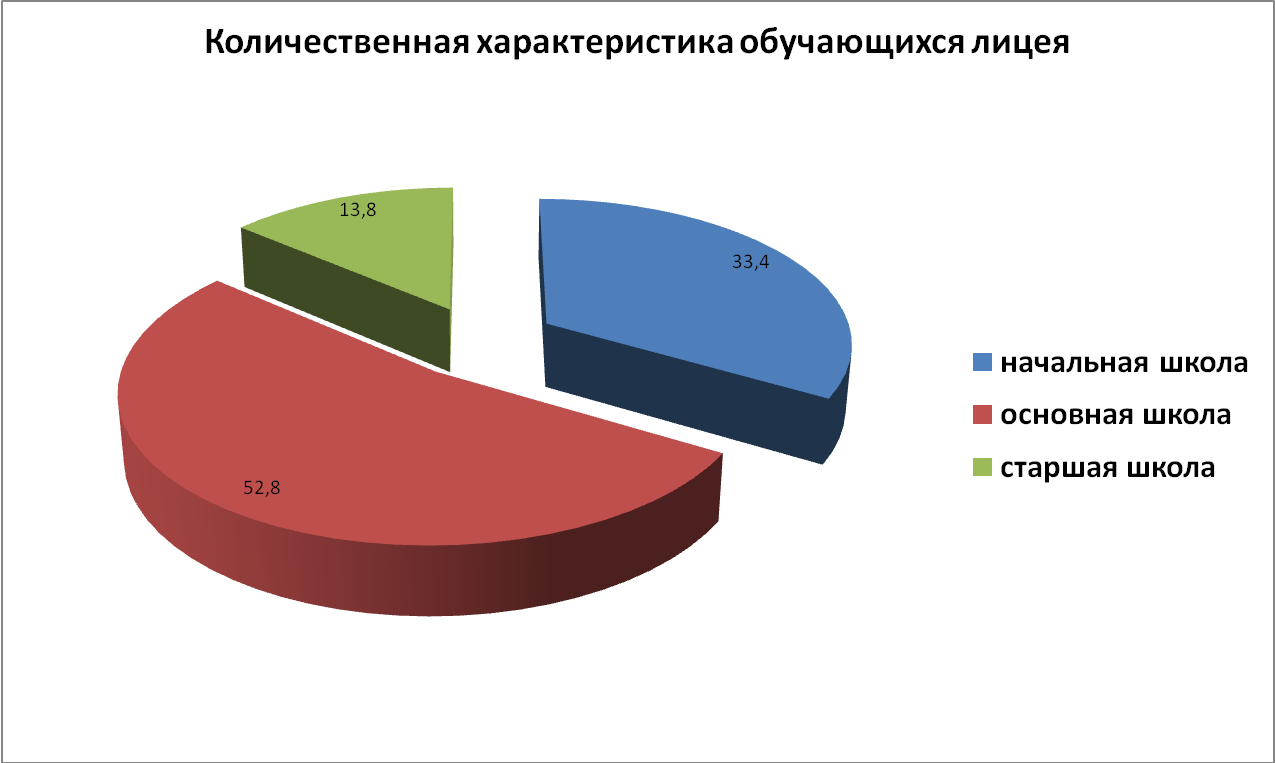 Количественная характеристика обучающихся лицея
13,8
33,4
52,8
начальная школа
основная школа
старшая школа